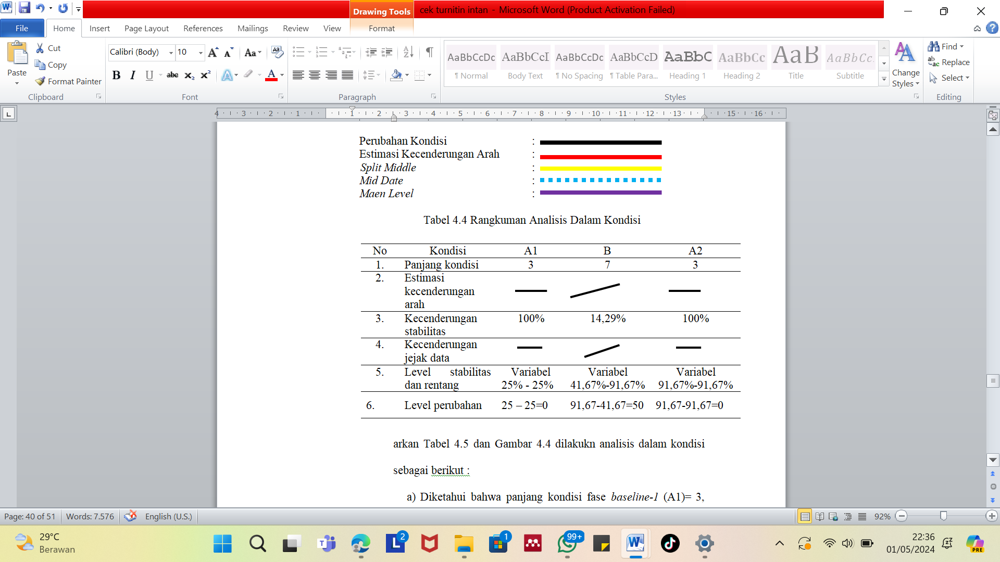 cek turnitin intan - Microsoft Word (Product Activation Failed)
Drawing Tools
File Home Insert Page Layout References Mailings Review View Format
Paste
Cut
Copy
Format Painter
Clipboard
Calibri (Body) 10
Font
Paragraph
AaBbCcDc AaBbCcI AaBbCcDc AaBbCcD AaBbC AaBbCc AaB AaBbCc.
¶ Normal Body Text ¶ No Spacing ¶ Table Para... Heading 1 Heading 2 Title Subtitle
Styles
Change Styles
Find
Replace
Select
Editing
4 3 2 1 1 2 3 4 5 6 7 8 9 10 11 12 13 15 16
Perubahan Kondisi :
Estimasi Kecenderungan Arah :
Split Middle :
Mid Date :
Maen Level :
Tabel 4.4 Rangkuman Analisis Dalam Kondisi
No Kondisi A1 B A2
1. Panjang kondisi 3 7 3
2. Estimasi
kecenderungan
arah
3. Kecenderungan 100% 14,29% 100%
stabilitas
4. Kecenderungan
jejak data
5. Level stabilitas Variabel Variabel Variabel
dan rentang 25% - 25% 41,67%-91,67% 91,67%-91,67%
6. Level perubahan 25 – 25=0 91,67-41,67=50 91,67-91,67=0
arkan Tabel 4.5 dan Gambar 4.4 dilakukn analisis dalam kondisi
sebagai berikut :
a) Diketahui bahwa panjang kondisi fase baseline-1 (A1)= 3,
Page: 40 of 51 Words: 7.576 English (U.S.) 92%
29°C
Berawan
2
1
99+
22:36
01/05/2024
PRE